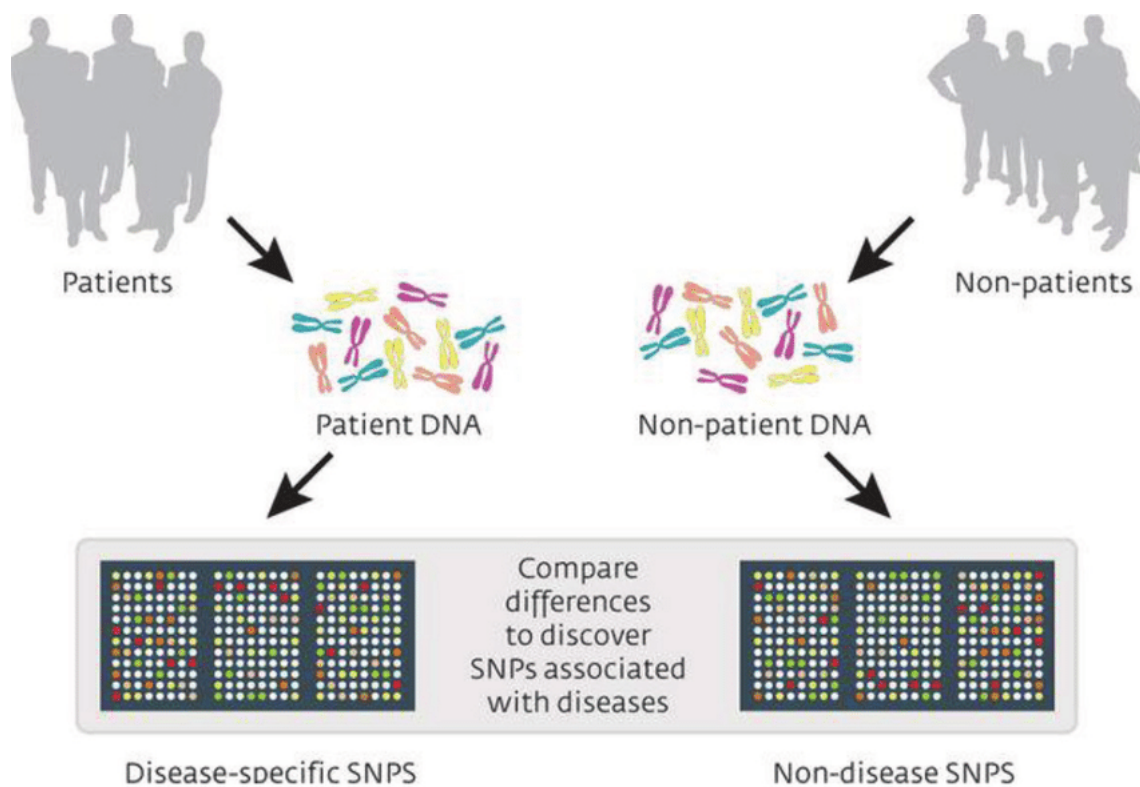 Patients
Non-patients
Patient DNA
Non-patient DNA
Compare
differences
to discover
SNPs associated
with diseases
Disease-specific SNPS
Non-disease SNPS